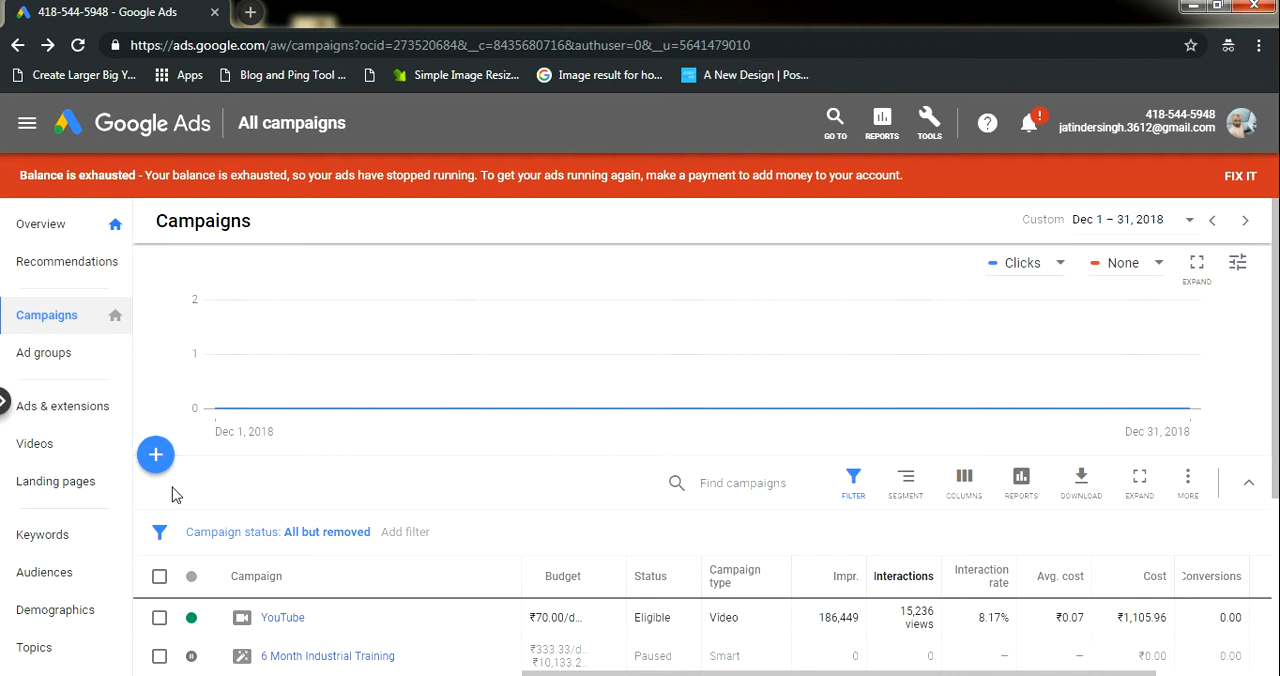 418-544-5948 - Google Ads
https://ads.google.com/aw/campaigns?ocid=273520684&__c=8435680716&authuser=0&__u=5641479010
Create Larger Big Y... Apps Blog and Ping Tool ... Simple Image Resiz... Image result for ho... A New Design | Pos...
Google Ads All campaigns
GO TO REPORTS TOOLS
418-544-5948
jatindersingh.3612@gmail.com
Balance is exhausted - Your balance is exhausted, so your ads have stopped running. To get your ads running again, make a payment to add money to your account. FIX IT
Overview
Recommendations
Campaigns
Ad groups
Ads & extensions
Videos
Landing pages
Keywords
Audiences
Demographics
Topics
Campaigns
Custom Dec 1 – 31, 2018
Clicks None
EXPAND
2
1
0
Dec 1, 2018 Dec 31, 2018
Find campaigns
FILTER SEGMENT COLUMNS REPORTS DOWNLOAD EXPAND MORE
Campaign status: All but removed Add filter
Campaign Budget Status Campaign type Impr. Interactions Interaction rate Avg. cost Cost Conversions
YouTube ₹70.00/d... Eligible Video 186,449 15,236 views 8.17% ₹0.07 ₹1,105.96 0.00
6 Month Industrial Training ₹333.33/d... ₹10,133.2... Paused Smart 0 0 – – ₹0.00 0.00